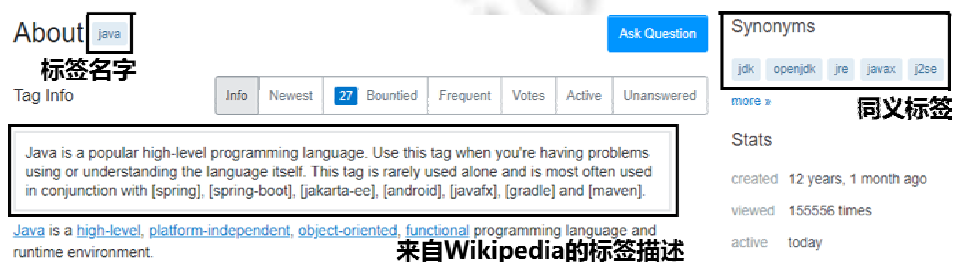 About java
标签名字
Ask Question
Tag Info
Info Newest 27 Bountied Frequent Votes Active Unanswered
Java is a popular high-level programming language. Use this tag when you're having problems
using or understanding the language itself. This tag is rarely used alone and is most often used
in conjunction with [spring], [spring-boot], [jakarta-ee], [android], [javafx], [gradle] and [maven].
Java is a high-level, platform-independent, object-oriented, functional programming language and
runtime environment.
来自Wikipedia的标签描述
Synonyms
jdk openjdk jre javax j2se
more »
同义标签
Stats
created 12 years, 1 month ago
viewed 155556 times
active today